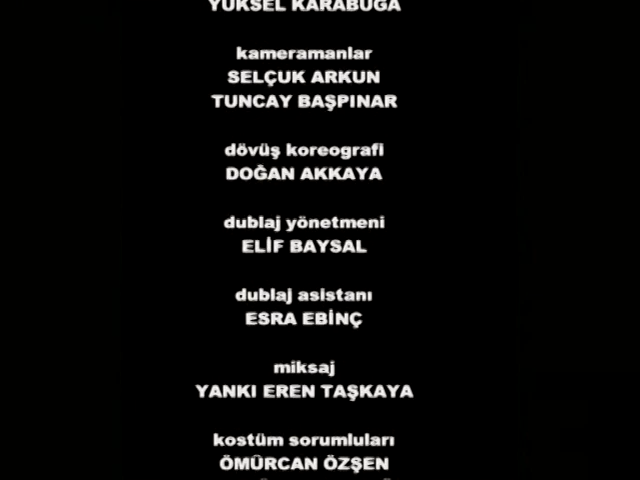 YÜKSEL KARABUĞA
kameramanlar
SELÇUK ARKUN
TUNCAY BAŞPINAR
dövüş koreografi
DOĞAN AKKAYA
dublaj yönetmeni
ELİF BAYSAL
dublaj asistanı
ESRA EBİNÇ
miksaj
YANKI EREN TAŞKAYA
kostüm sorumluları
ÖMÜRCAN ÖZŞEN